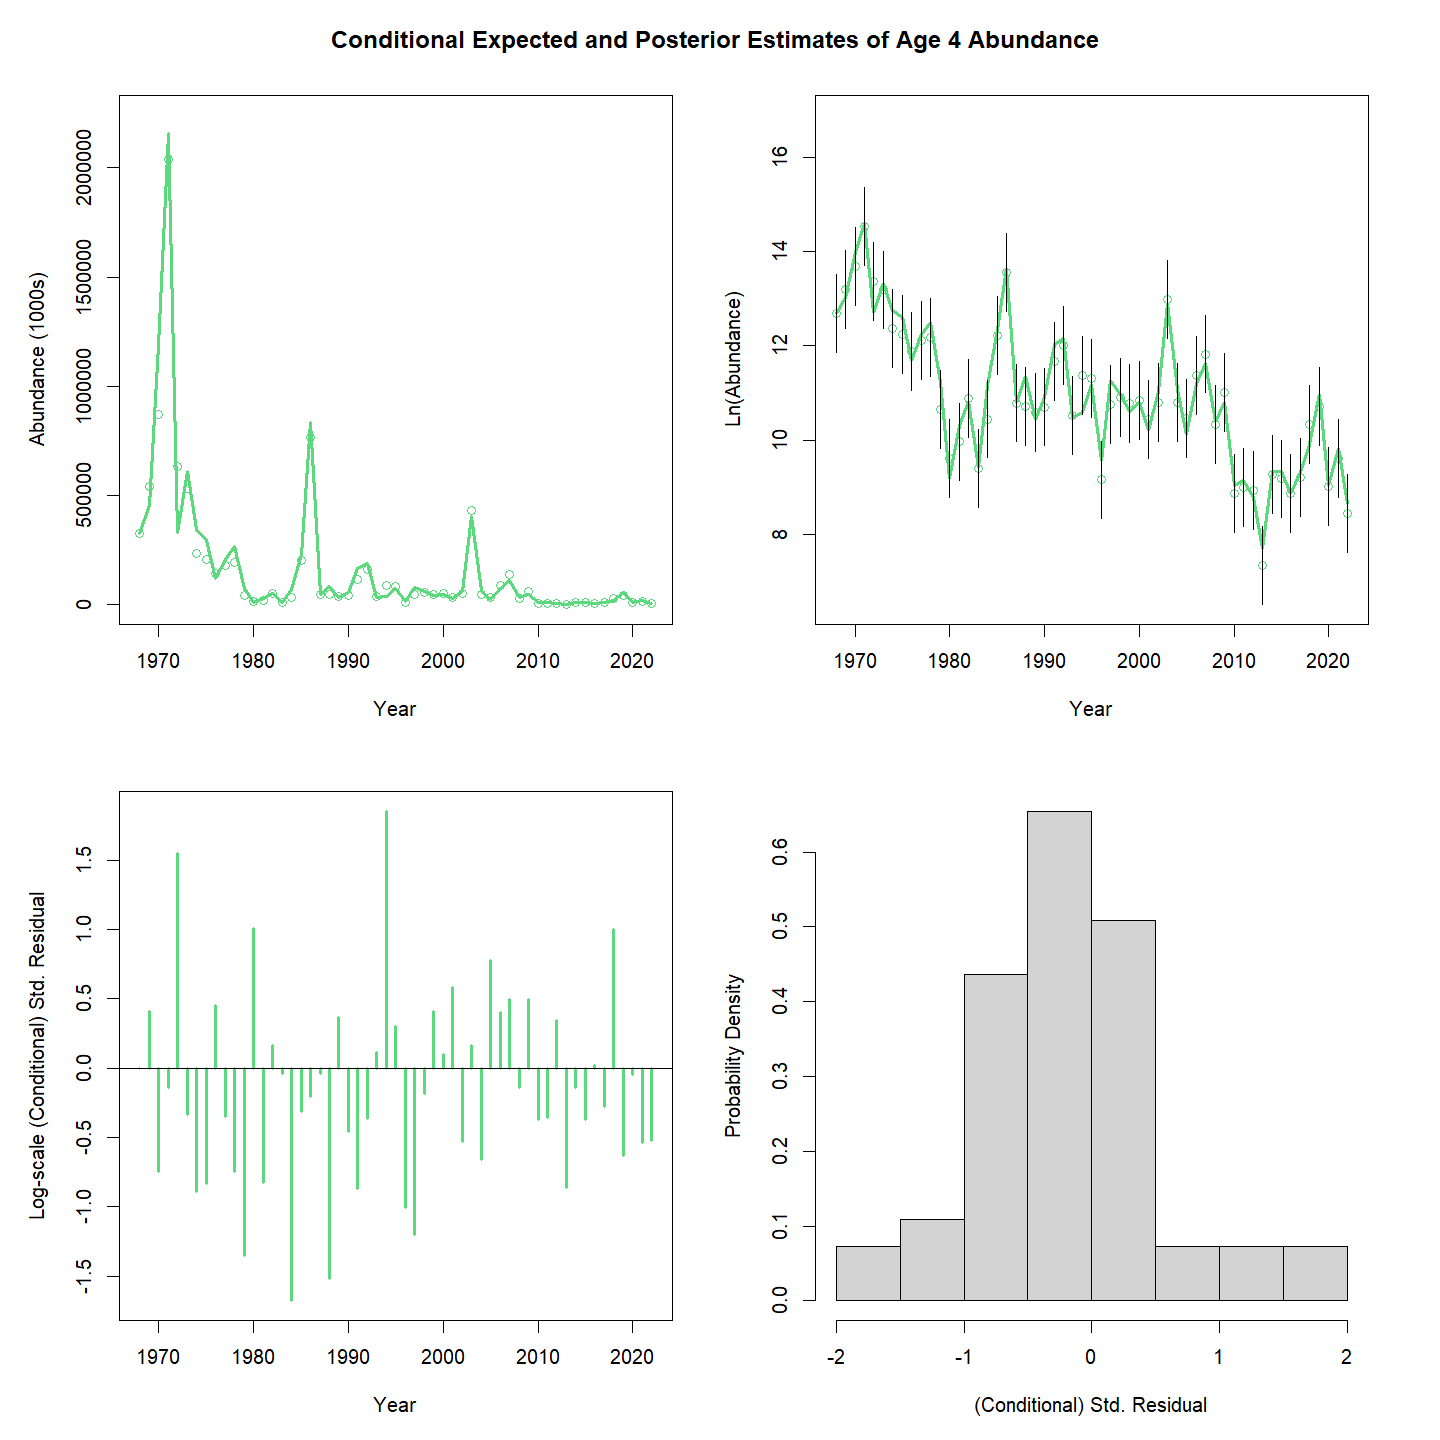 Conditional Expected and Posterior Estimates of Age 4 Abundance
Abundance (1000s)
0 500000 1000000 1500000 2000000
1970 1980 1990 2000 2010 2020
Year
Ln(Abundance)
8 10 12 14 16
1970 1980 1990 2000 2010 2020
Year
Log-scale (Conditional) Std. Residual
-1.5 -1.0 -0.5 0.0 0.5 1.0 1.5
1970 1980 1990 2000 2010 2020
Year
Probability Density
0.0 0.1 0.2 0.3 0.4 0.5 0.6
-2 -1 0 1 2
(Conditional) Std. Residual